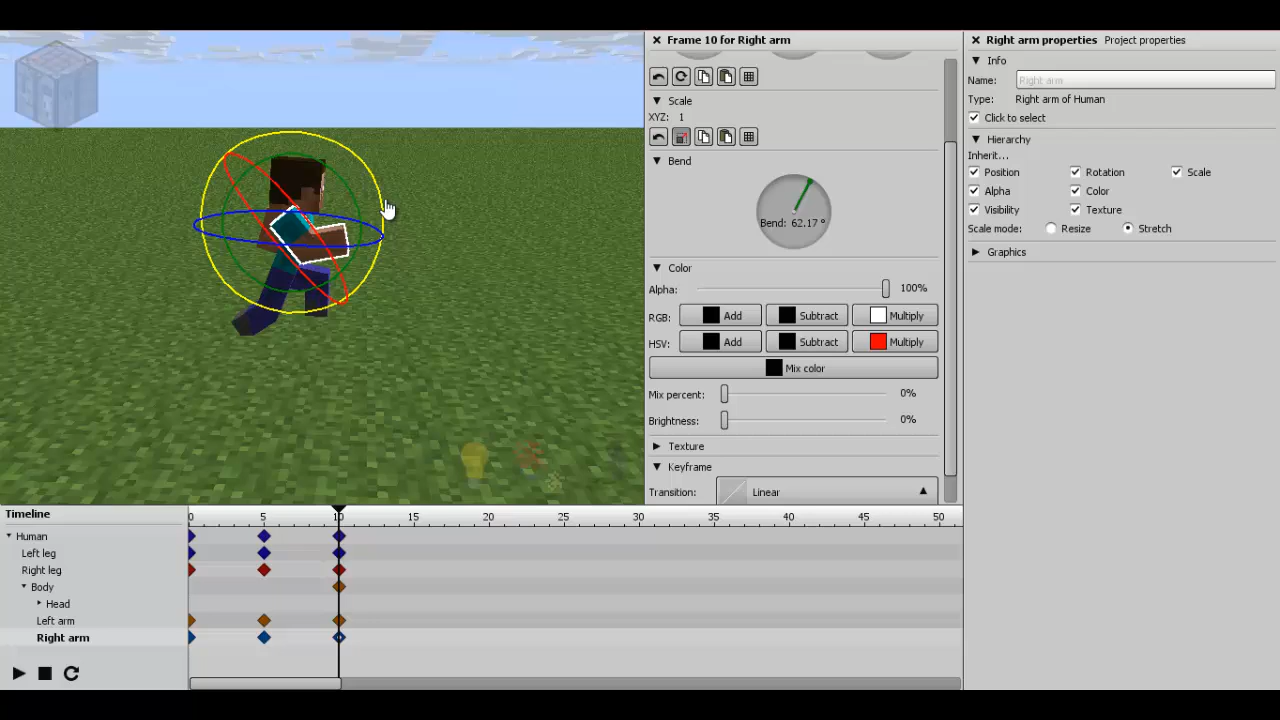 Frame 10 for Right arm
Scale
XYZ: 1
Bend
Bend: 62.17 °
Color
Alpha: 100%
RGB: Add Subtract Multiply
HSV: Add Subtract Multiply
Mix color
Mix percent: 0%
Brightness: 0%
Texture
Keyframe
Transition: Linear
Right arm properties Project properties
Info
Name: Right arm
Type: Right arm of Human
Click to select
Hierarchy
Inherit...
Position Rotation Scale
Alpha Color
Visibility Texture
Scale mode: Resize Stretch
Graphics
Timeline
0 5 10 15 20 25 30 35 40 45 50
Human
Left leg
Right leg
Body
Head
Left arm
Right arm